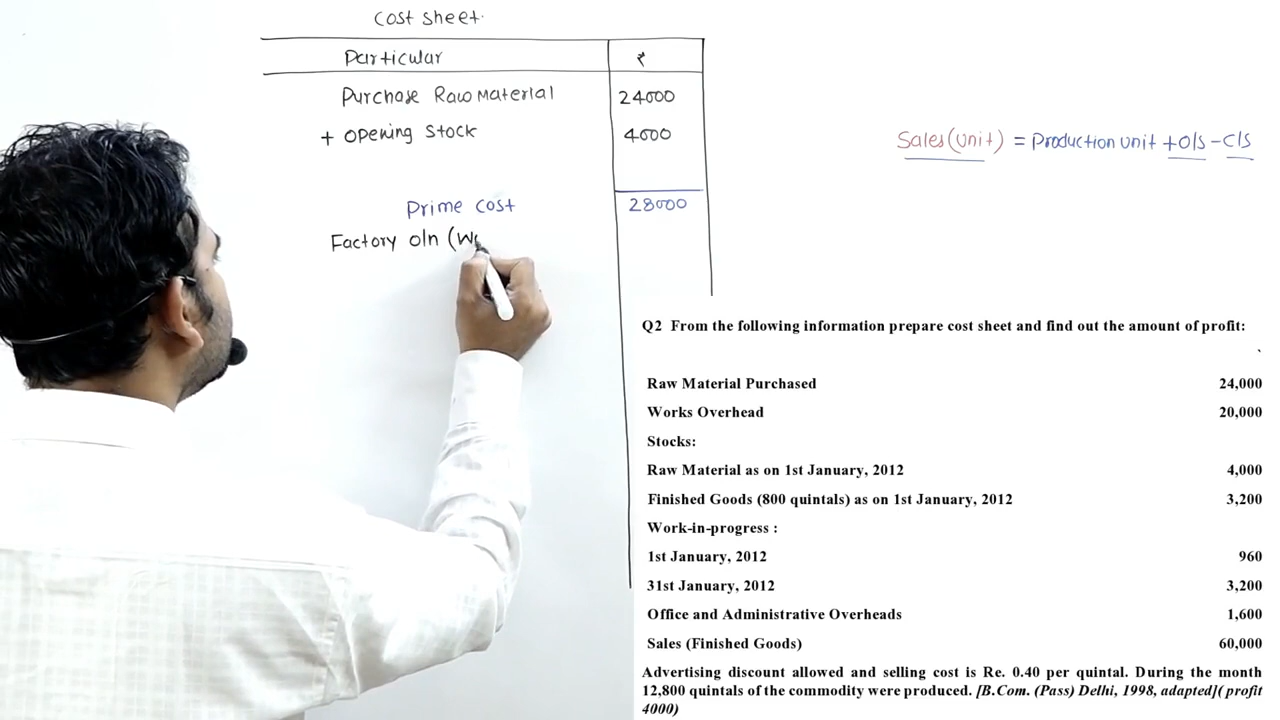 Cost sheet.
Particular ₹
Purchase Raw Material 24000
+ Opening Stock 4000
Prime cost 28000
Factory o/h (Wo
Sales(Unit) = Production unit + O/S - C/S
Q2 From the following information prepare cost sheet and find out the amount of profit:
Raw Material Purchased 24,000
Works Overhead 20,000
Stocks:
Raw Material as on 1st January, 2012 4,000
Finished Goods (800 quintals) as on 1st January, 2012 3,200
Work-in-progress :
1st January, 2012 960
31st January, 2012 3,200
Office and Administrative Overheads 1,600
Sales (Finished Goods) 60,000
Advertising discount allowed and selling cost is Re. 0.40 per quintal. During the month
12,800 quintals of the commodity were produced. [B.Com. (Pass) Delhi, 1998, adapted]( profit
4000)